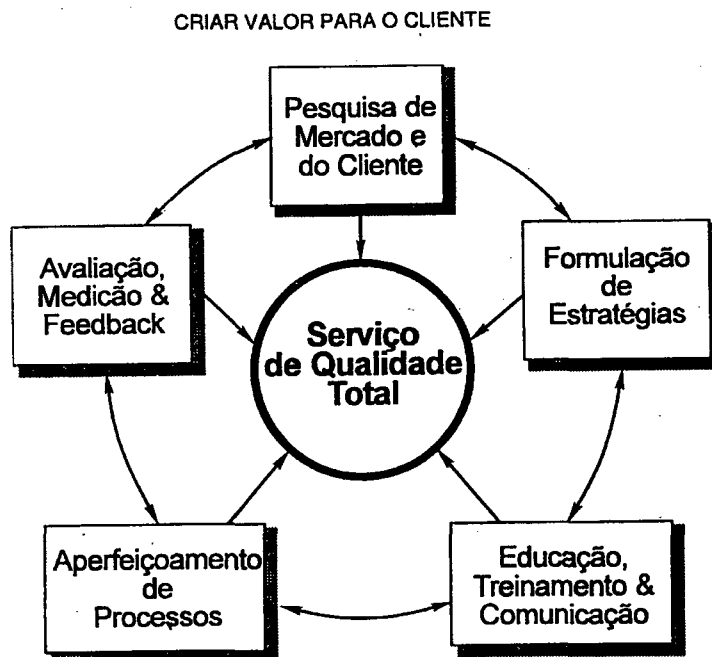 CRIAR VALOR PARA O CLIENTE
Pesquisa de
Mercado e
do Cliente
Avaliação,
Medicão &
Feedback
Formulação
de
Estratégias
Serviço
de Qualidade
Total
Aperfeiçoamento
de
Processos
Educação,
Treinamento &
Comunicação